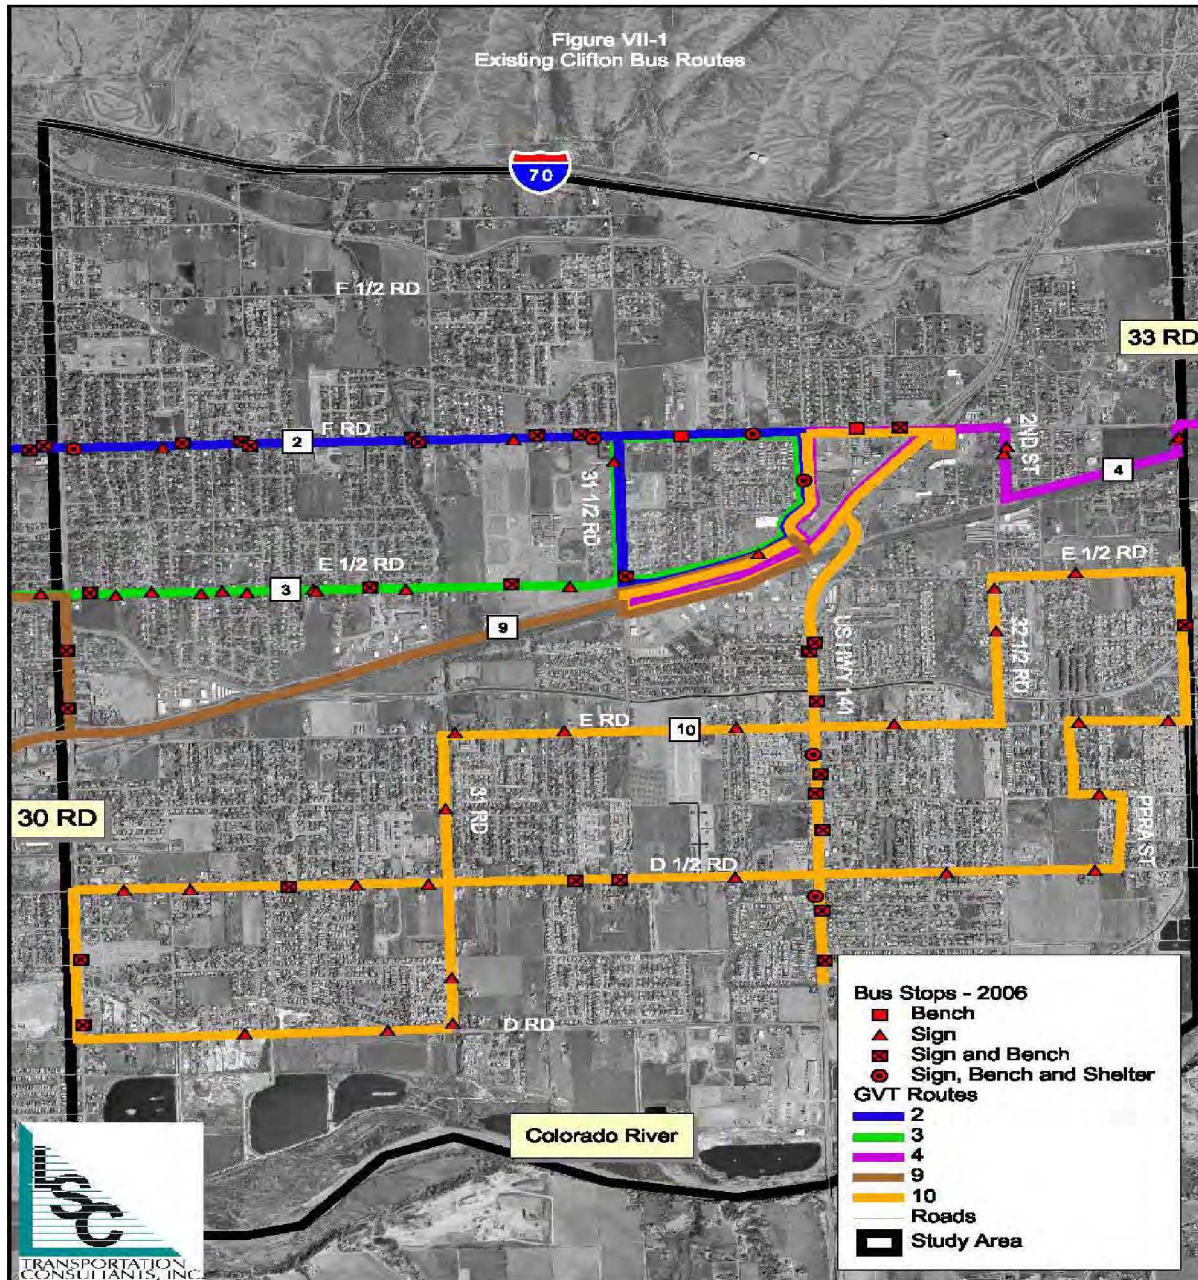 Figure VII-1
Existing Clifton Bus Routes
70
F 1/2 RD
33 RD
F RD
2
2ND ST
4
31 1/2 RD
E 1/2 RD
E 1/2 RD
3
9
US HWY 141
32 1/2 RD
E RD
10
30 RD
31 RD
D 1/2 RD
D RD
Bus Stops - 2006
Bench
Sign
Sign and Bench
Sign, Bench and Shelter
GVT Routes
2
3
4
9
10
Roads
Study Area
Colorado River
LSC
TRANSPORTATION
CONSULTANTS, INC